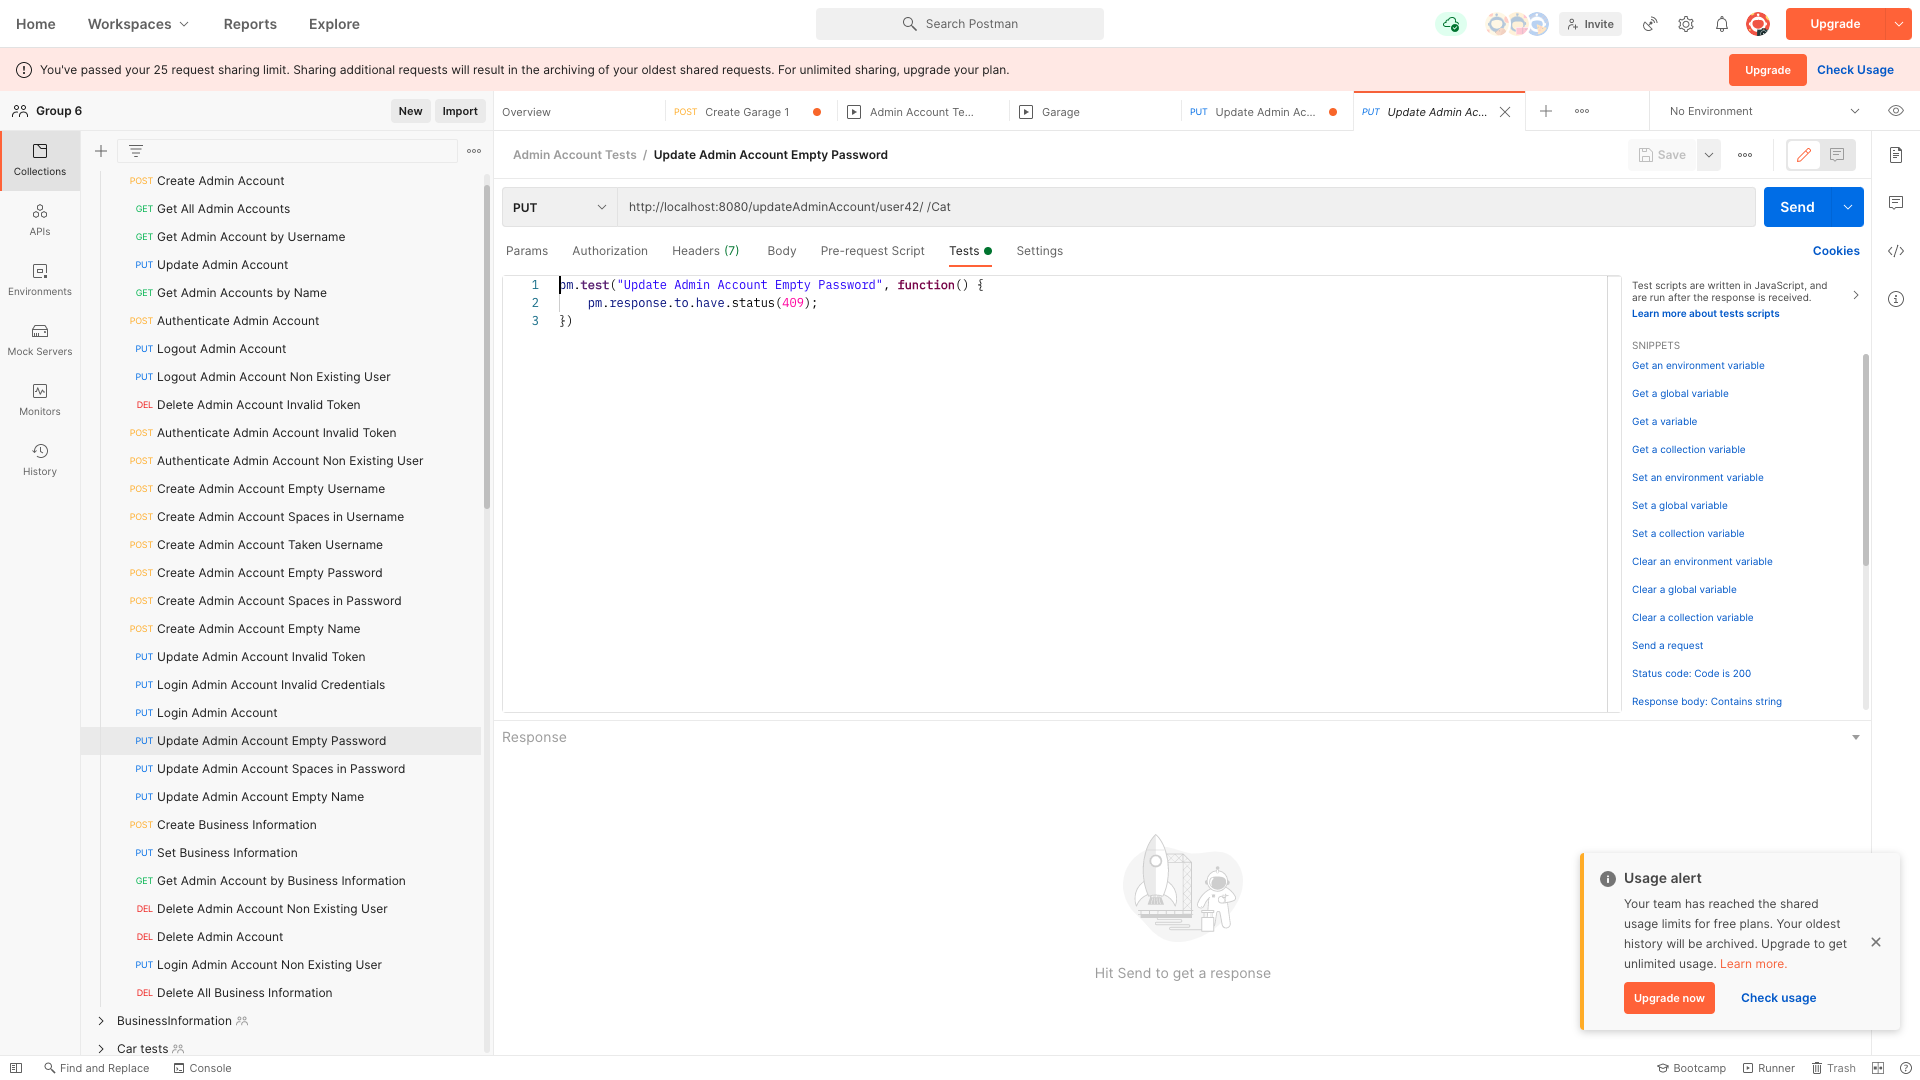 Home
Workspaces
Reports
Explore
Search Postman
Invite
Upgrade
You've passed your 25 request sharing limit. Sharing additional requests will result in the archiving of your oldest shared requests. For unlimited sharing, upgrade your plan.
Upgrade
Check Usage
Group 6
New
Import
Overview
POST Create Garage 1
Admin Account Te...
Garage
PUT Update Admin Ac...
PUT Update Admin Ac...
No Environment
Collections
APIs
Environments
Mock Servers
Monitors
History
POST Create Admin Account
GET Get All Admin Accounts
GET Get Admin Account by Username
PUT Update Admin Account
GET Get Admin Accounts by Name
POST Authenticate Admin Account
PUT Logout Admin Account
PUT Logout Admin Account Non Existing User
DEL Delete Admin Account Invalid Token
POST Authenticate Admin Account Invalid Token
POST Authenticate Admin Account Non Existing User
POST Create Admin Account Empty Username
POST Create Admin Account Spaces in Username
POST Create Admin Account Taken Username
POST Create Admin Account Empty Password
POST Create Admin Account Spaces in Password
POST Create Admin Account Empty Name
PUT Update Admin Account Invalid Token
PUT Login Admin Account Invalid Credentials
PUT Login Admin Account
PUT Update Admin Account Empty Password
PUT Update Admin Account Spaces in Password
PUT Update Admin Account Empty Name
POST Create Business Information
PUT Set Business Information
GET Get Admin Account by Business Information
DEL Delete Admin Account Non Existing User
DEL Delete Admin Account
PUT Login Admin Account Non Existing User
DEL Delete All Business Information
BusinessInformation
Car tests
Admin Account Tests / Update Admin Account Empty Password
Save
PUT
http://localhost:8080/updateAdminAccount/user42/ /Cat
Send
Params
Authorization
Headers (7)
Body
Pre-request Script
Tests
Settings
Cookies
1 pm.test("Update Admin Account Empty Password", function() {
2 pm.response.to.have.status(409);
3 })
Test scripts are written in JavaScript, and
are run after the response is received.
Learn more about tests scripts
SNIPPETS
Get an environment variable
Get a global variable
Get a variable
Get a collection variable
Set an environment variable
Set a global variable
Set a collection variable
Clear an environment variable
Clear a global variable
Clear a collection variable
Send a request
Status code: Code is 200
Response body: Contains string
Response
Hit Send to get a response
Usage alert
Your team has reached the shared
usage limits for free plans. Your oldest
history will be archived. Upgrade to get
unlimited usage. Learn more.
Upgrade now
Check usage
Find and Replace
Console
Bootcamp
Runner
Trash